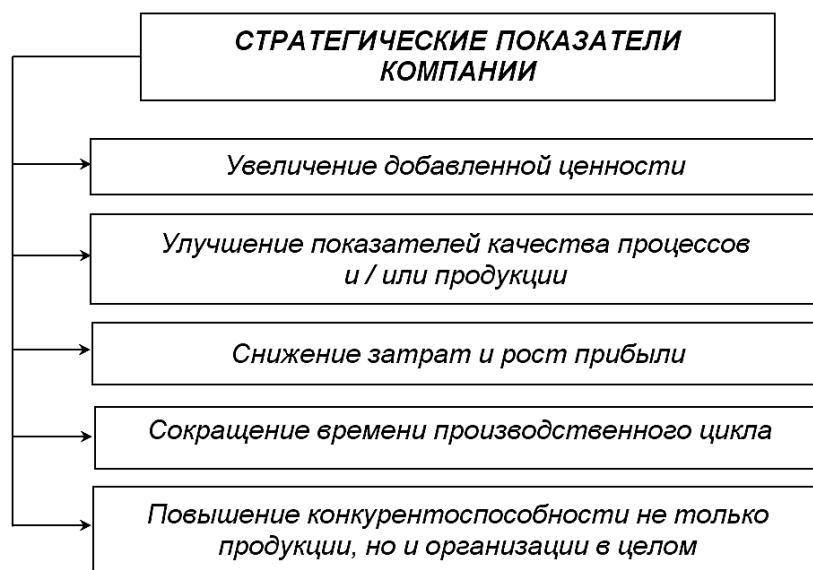 СТРАТЕГИЧЕСКИЕ ПОКАЗАТЕЛИ
КОМПАНИИ
Увеличение добавленной ценности
Улучшение показателей качества процессов
и / или продукции
Снижение затрат и рост прибыли
Сокращение времени производственного цикла
Повышение конкурентоспособности не только
продукции, но и организации в целом